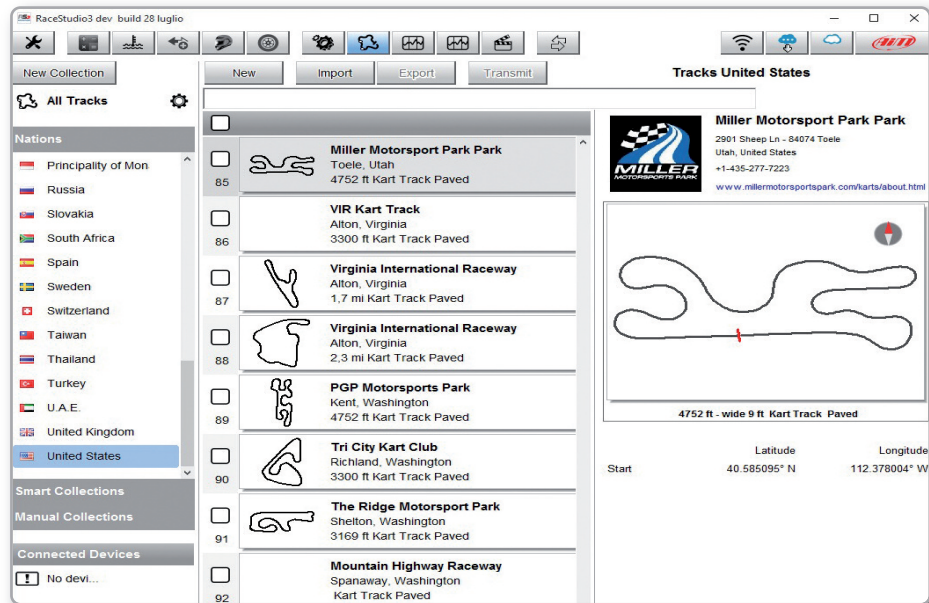 RaceStudio3 dev build 28 luglio
New Collection
New
Import
Export
Transmit
Tracks United States
All Tracks
Nations
Principality of Mon
Russia
Slovakia
South Africa
Spain
Sweden
Switzerland
Taiwan
Thailand
Turkey
U.A.E.
United Kingdom
United States
Smart Collections
Manual Collections
Connected Devices
No devi...
85
Miller Motorsport Park Park
Toele, Utah
4752 ft Kart Track Paved
86
VIR Kart Track
Alton, Virginia
3300 ft Kart Track Paved
87
Virginia International Raceway
Alton, Virginia
1,7 mi Kart Track Paved
88
Virginia International Raceway
Alton, Virginia
2,3 mi Kart Track Paved
89
PGP Motorsports Park
Kent, Washington
4752 ft Kart Track Paved
90
Tri City Kart Club
Richland, Washington
3300 ft Kart Track Paved
91
The Ridge Motorsport Park
Shelton, Washington
3169 ft Kart Track Paved
92
Mountain Highway Raceway
Spanaway, Washington
Kart Track Paved
MILLER
MOTORSPORTS PARK
Miller Motorsport Park Park
2901 Sheep Ln - 84074 Toele
Utah, United States
+1-435-277-7223
www.millermotorsportspark.com/karts/about.html
4752 ft - wide 9 ft Kart Track Paved
Latitude
Longitude
Start
40.585095° N
112.378004° W